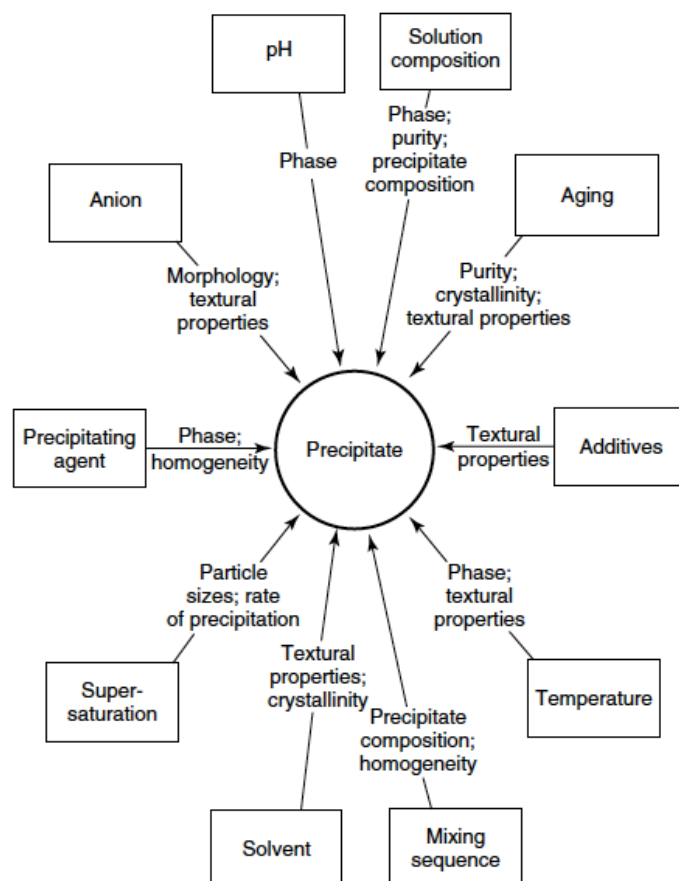 pH
Solution
composition
Phase
Phase;
purity;
precipitate
composition
Anion
Aging
Morphology;
textural
properties
Purity;
crystallinity;
textural properties
Precipitating
agent
Phase;
homogeneity
Precipitate
Textural
properties
Additives
Particle
sizes; rate
of precipitation
Phase;
textural
properties
Super-
saturation
Textural
properties;
crystallinity
Temperature
Precipitate
composition;
homogeneity
Solvent
Mixing
sequence